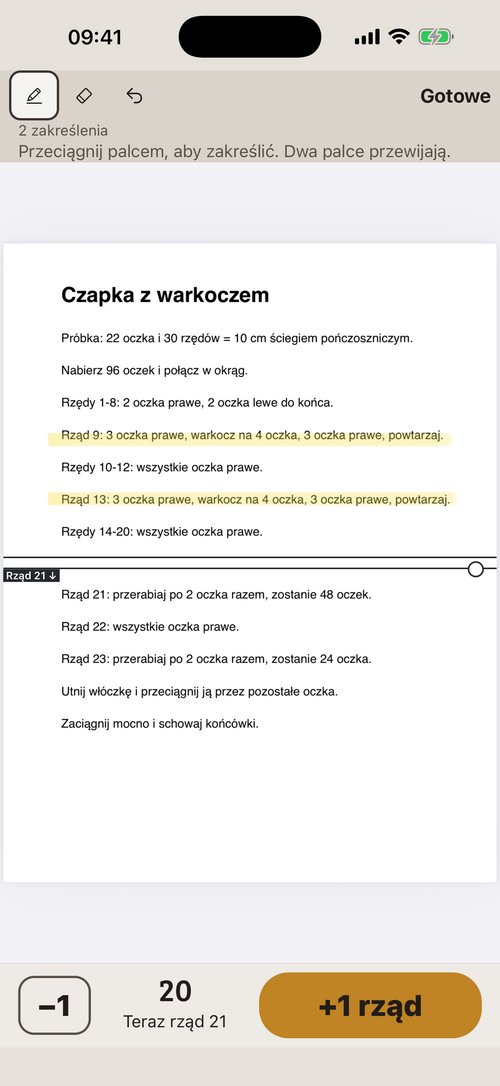 09:41
Gotowe
2 zakreślenia
Przeciągnij palcem, aby zakreślić. Dwa palce przewijają.
Czapka z warkoczem
Próbka: 22 oczka i 30 rzędów = 10 cm ściegiem pończoszniczym.
Nabierz 96 oczek i połącz w okrąg.
Rzędy 1-8: 2 oczka prawe, 2 oczka lewe do końca.
Rząd 9: 3 oczka prawe, warkocz na 4 oczka, 3 oczka prawe, powtarzaj.
Rzędy 10-12: wszystkie oczka prawe.
Rząd 13: 3 oczka prawe, warkocz na 4 oczka, 3 oczka prawe, powtarzaj.
Rzędy 14-20: wszystkie oczka prawe.
Rząd 21 ↓
Rząd 21: przerabiaj po 2 oczka razem, zostanie 48 oczek.
Rząd 22: wszystkie oczka prawe.
Rząd 23: przerabiaj po 2 oczka razem, zostanie 24 oczka.
Utnij włóczkę i przeciągnij ją przez pozostałe oczka.
Zaciągnij mocno i schowaj końcówki.
−1
20
Teraz rząd 21
+1 rząd